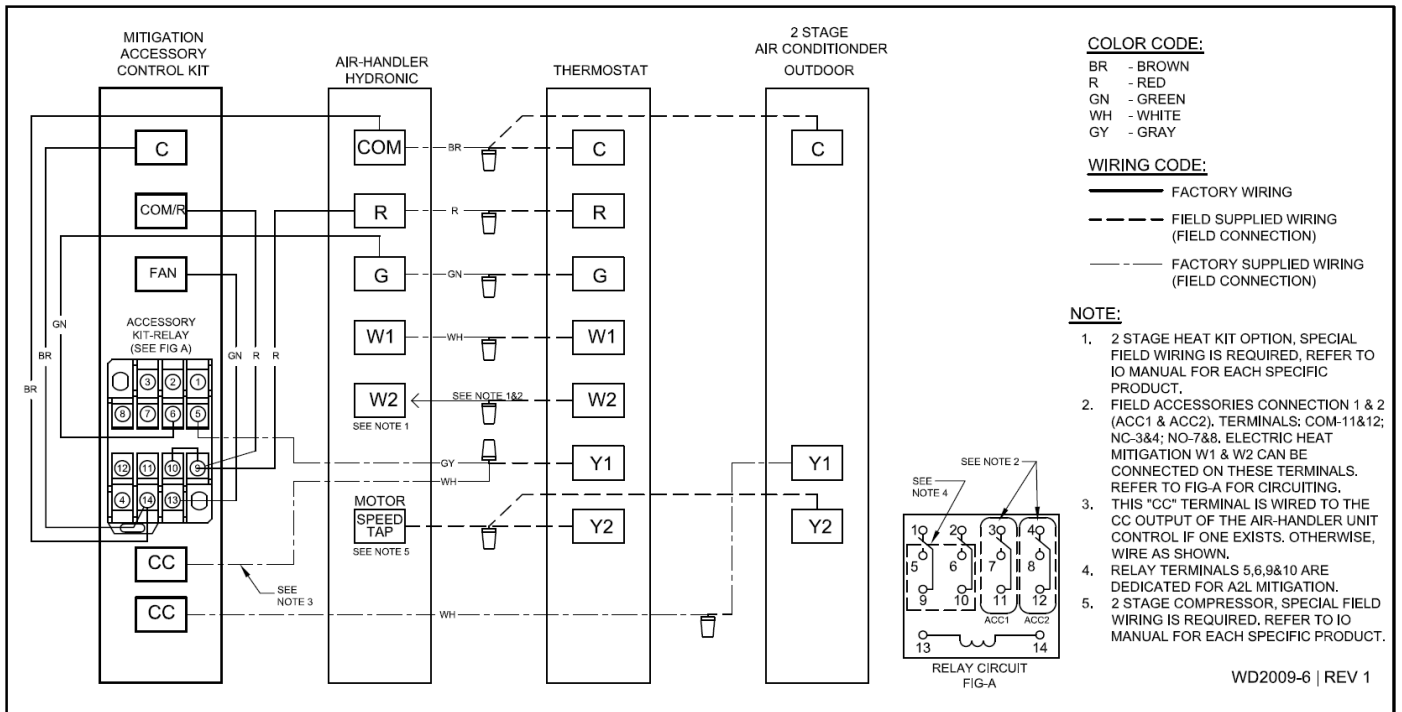 MITIGATION
ACCESSORY
CONTROL KIT
C
COM/R
FAN
ACCESSORY
KIT-RELAY
(SEE FIG A)
3
2
1
8
7
6
5
12
11
10
9
4
14
13
CC
CC
BR
BR
GN
GN
R
R
SEE
NOTE 3
AIR-HANDLER
HYDRONIC
COM
R
G
W1
W2
SEE NOTE 1
MOTOR
SPEED
TAP
SEE NOTE 5
BR
R
GN
WH
SEE NOTE 1&2
GY
WH
WH
THERMOSTAT
C
R
G
W1
W2
Y1
Y2
2 STAGE
AIR CONDITIONDER
OUTDOOR
C
Y1
Y2
COLOR CODE:
BR - BROWN
R - RED
GN - GREEN
WH - WHITE
GY - GRAY
WIRING CODE:
FACTORY WIRING
FIELD SUPPLIED WIRING
(FIELD CONNECTION)
FACTORY SUPPLIED WIRING
(FIELD CONNECTION)
NOTE:
1. 2 STAGE HEAT KIT OPTION, SPECIAL
FIELD WIRING IS REQUIRED, REFER TO
IO MANUAL FOR EACH SPECIFIC
PRODUCT.
2. FIELD ACCESSORIES CONNECTION 1 & 2
(ACC1 & ACC2), TERMINALS: COM-11&12;
NC-3&4; NO-7&8. ELECTRIC HEAT
MITIGATION W1 & W2 CAN BE
CONNECTED ON THESE TERMINALS.
REFER TO FIG-A FOR CIRCUITING.
3. THIS "CC" TERMINAL IS WIRED TO THE
CC OUTPUT OF THE AIR-HANDLER UNIT
CONTROL IF ONE EXISTS. OTHERWISE,
WIRE AS SHOWN.
4. RELAY TERMINALS 5,6,9&10 ARE
DEDICATED FOR A2L MITIGATION.
5. 2 STAGE COMPRESSOR, SPECIAL FIELD
WIRING IS REQUIRED. REFER TO IO
MANUAL FOR EACH SPECIFIC PRODUCT.
SEE NOTE 2
SEE
NOTE 4
1
2
3
4
5
6
7
8
9
10
11
12
ACC1
ACC2
13
14
RELAY CIRCUIT
FIG-A
WD2009-6 | REV 1